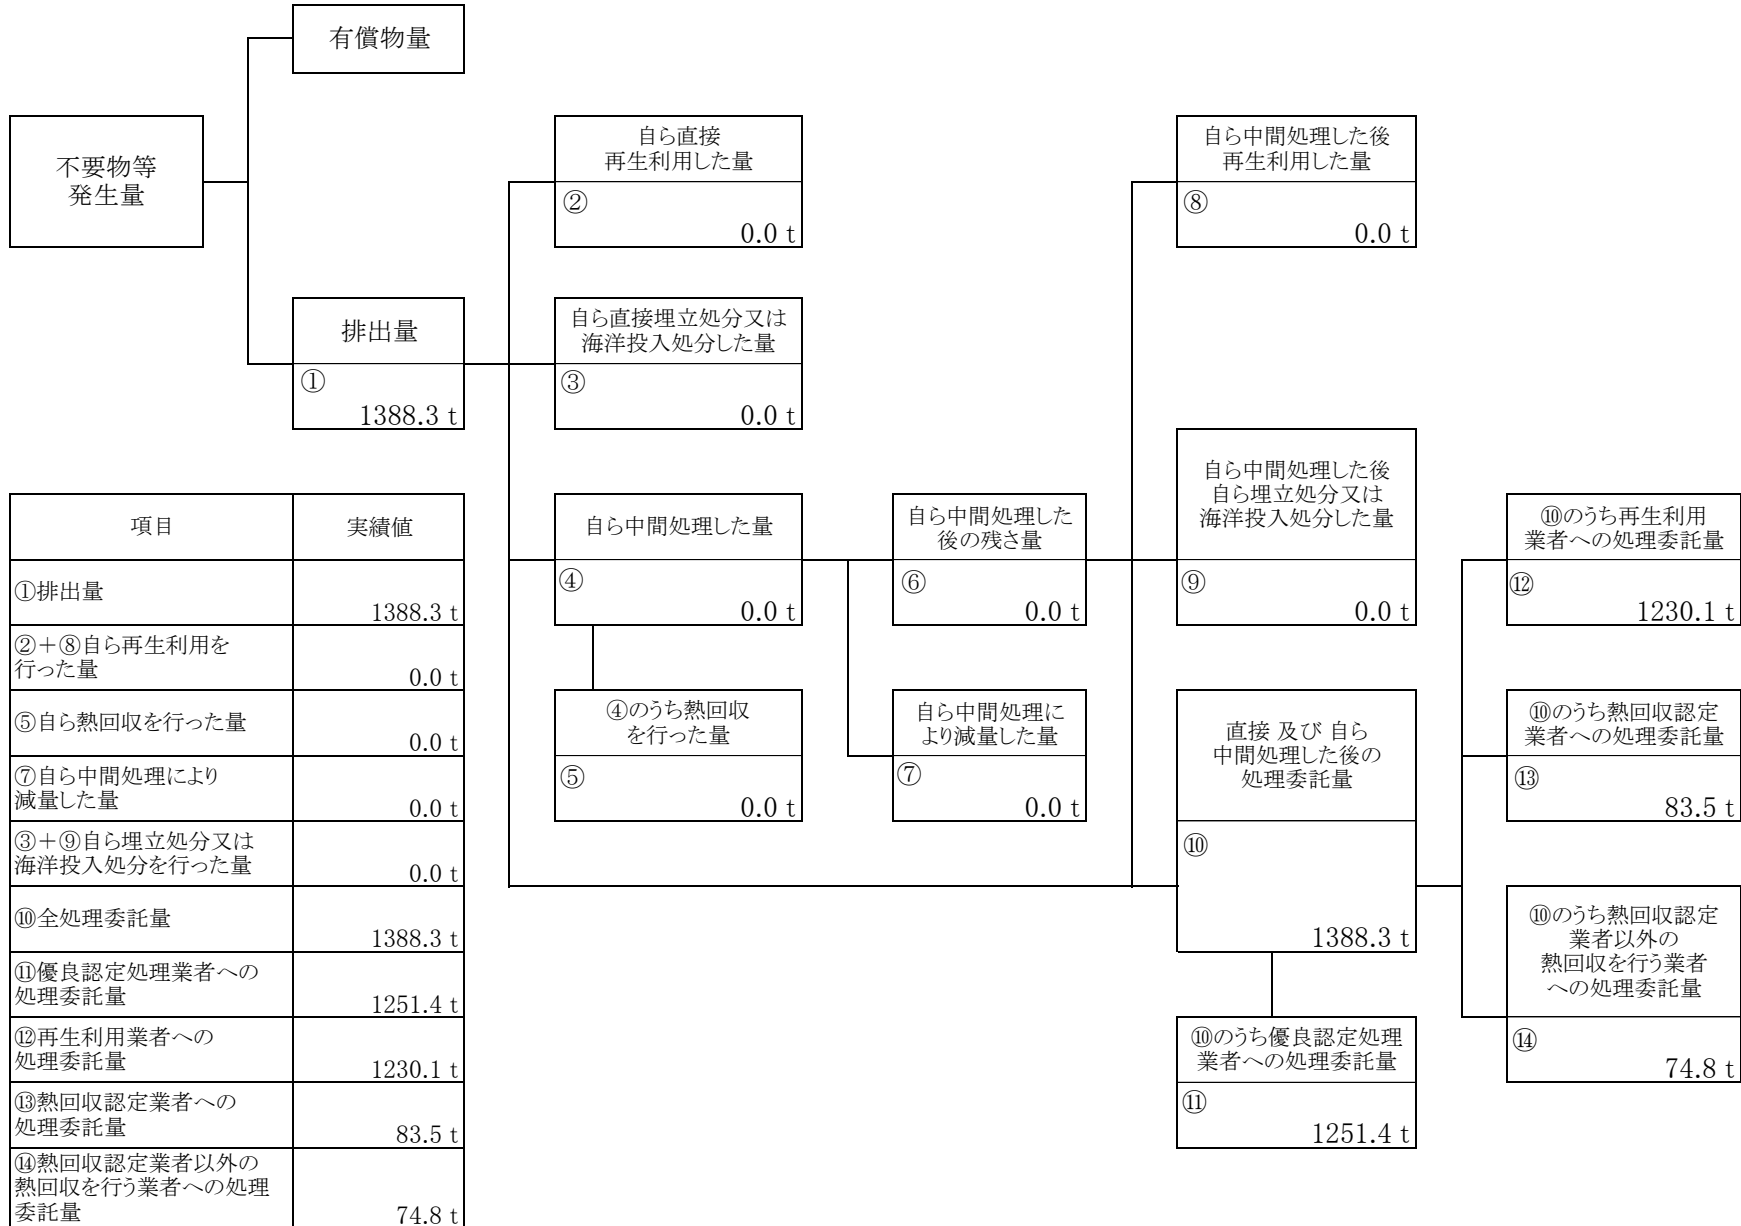 有償物量
不要物等
発生量
排出量
①
1388.3 t
自ら直接
再生利用した量
②
0.0 t
自ら直接埋立処分又は
海洋投入処分した量
③
0.0 t
自ら中間処理した量
④
0.0 t
④のうち熱回収
を行った量
⑤
0.0 t
自ら中間処理した
後の残さ量
⑥
0.0 t
自ら中間処理に
より減量した量
⑦
0.0 t
自ら中間処理した後
再生利用した量
⑧
0.0 t
自ら中間処理した後
自ら埋立処分又は
海洋投入処分した量
⑨
0.0 t
直接 及び 自ら
中間処理した後の
処理委託量
⑩
1388.3 t
⑩のうち優良認定処理
業者への処理委託量
⑪
1251.4 t
⑩のうち再生利用
業者への処理委託量
⑫
1230.1 t
⑩のうち熱回収認定
業者への処理委託量
⑬
83.5 t
⑩のうち熱回収認定
業者以外の
熱回収を行う業者
への処理委託量
⑭
74.8 t
項目 実績値
①排出量
1388.3 t
②＋⑧自ら再生利用を
行った量
0.0 t
⑤自ら熱回収を行った量
0.0 t
⑦自ら中間処理により
減量した量
0.0 t
③＋⑨自ら埋立処分又は
海洋投入処分を行った量
0.0 t
⑩全処理委託量
1388.3 t
⑪優良認定処理業者への
処理委託量
1251.4 t
⑫再生利用業者への
処理委託量
1230.1 t
⑬熱回収認定業者への
処理委託量
83.5 t
⑭熱回収認定業者以外の
熱回収を行う業者への処理
委託量
74.8 t